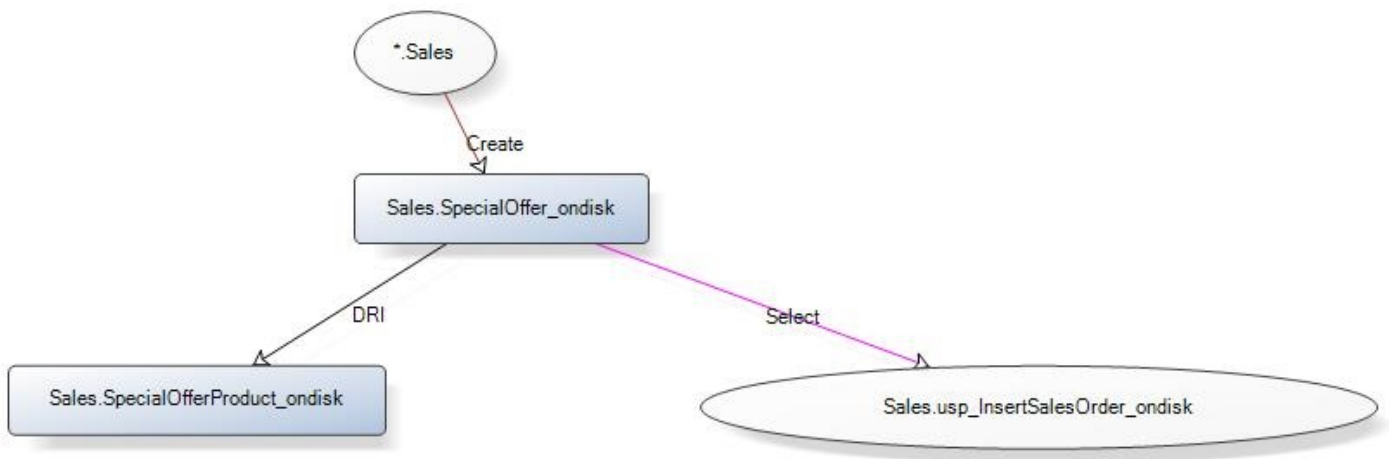 *.Sales
Create
Sales.SpecialOffer_ondisk
DRI
Select
Sales.SpecialOfferProduct_ondisk
Sales.usp_InsertSalesOrder_ondisk